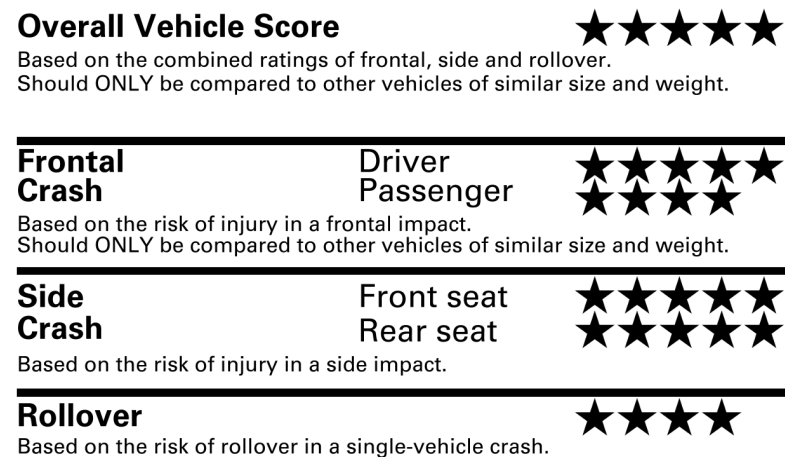 Overall Vehicle Score ★★★★★
Based on the combined ratings of frontal, side and rollover.
Should ONLY be compared to other vehicles of similar size and weight.
Frontal Driver ★★★★★
Crash Passenger ★★★★
Based on the risk of injury in a frontal impact.
Should ONLY be compared to other vehicles of similar size and weight.
Side Front seat ★★★★★
Crash Rear seat ★★★★★
Based on the risk of injury in a side impact.
Rollover ★★★★
Based on the risk of rollover in a single-vehicle crash.